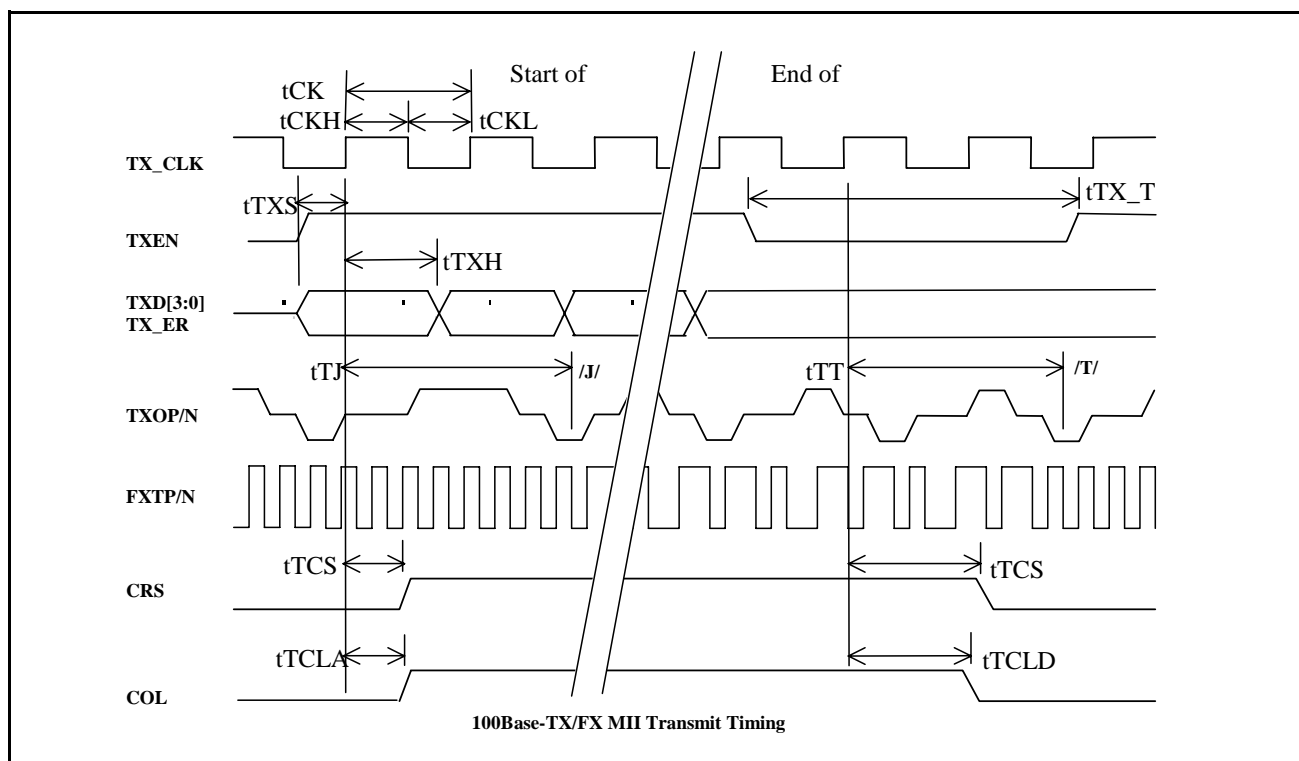 Start of
End of
tCK
tCKH
tCKL
TX_CLK
tTXS
tTX_T
TXEN
tTXH
TXD[3:0]
TX_ER
tTJ
/J/
tTT
/T/
TXOP/N
FXTP/N
tTCS
tTCS
CRS
tTCLA
tTCLD
COL
100Base-TX/FX MII Transmit Timing